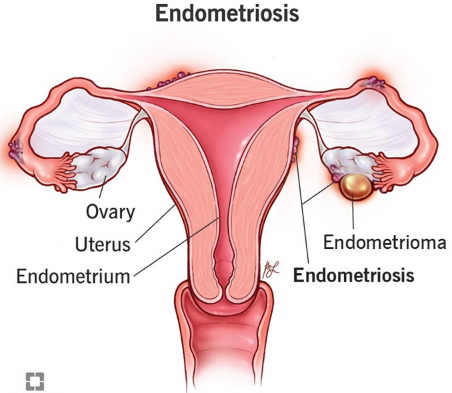 Endometriosis
Ovary
Uterus
Endometrium
Endometrioma
Endometriosis